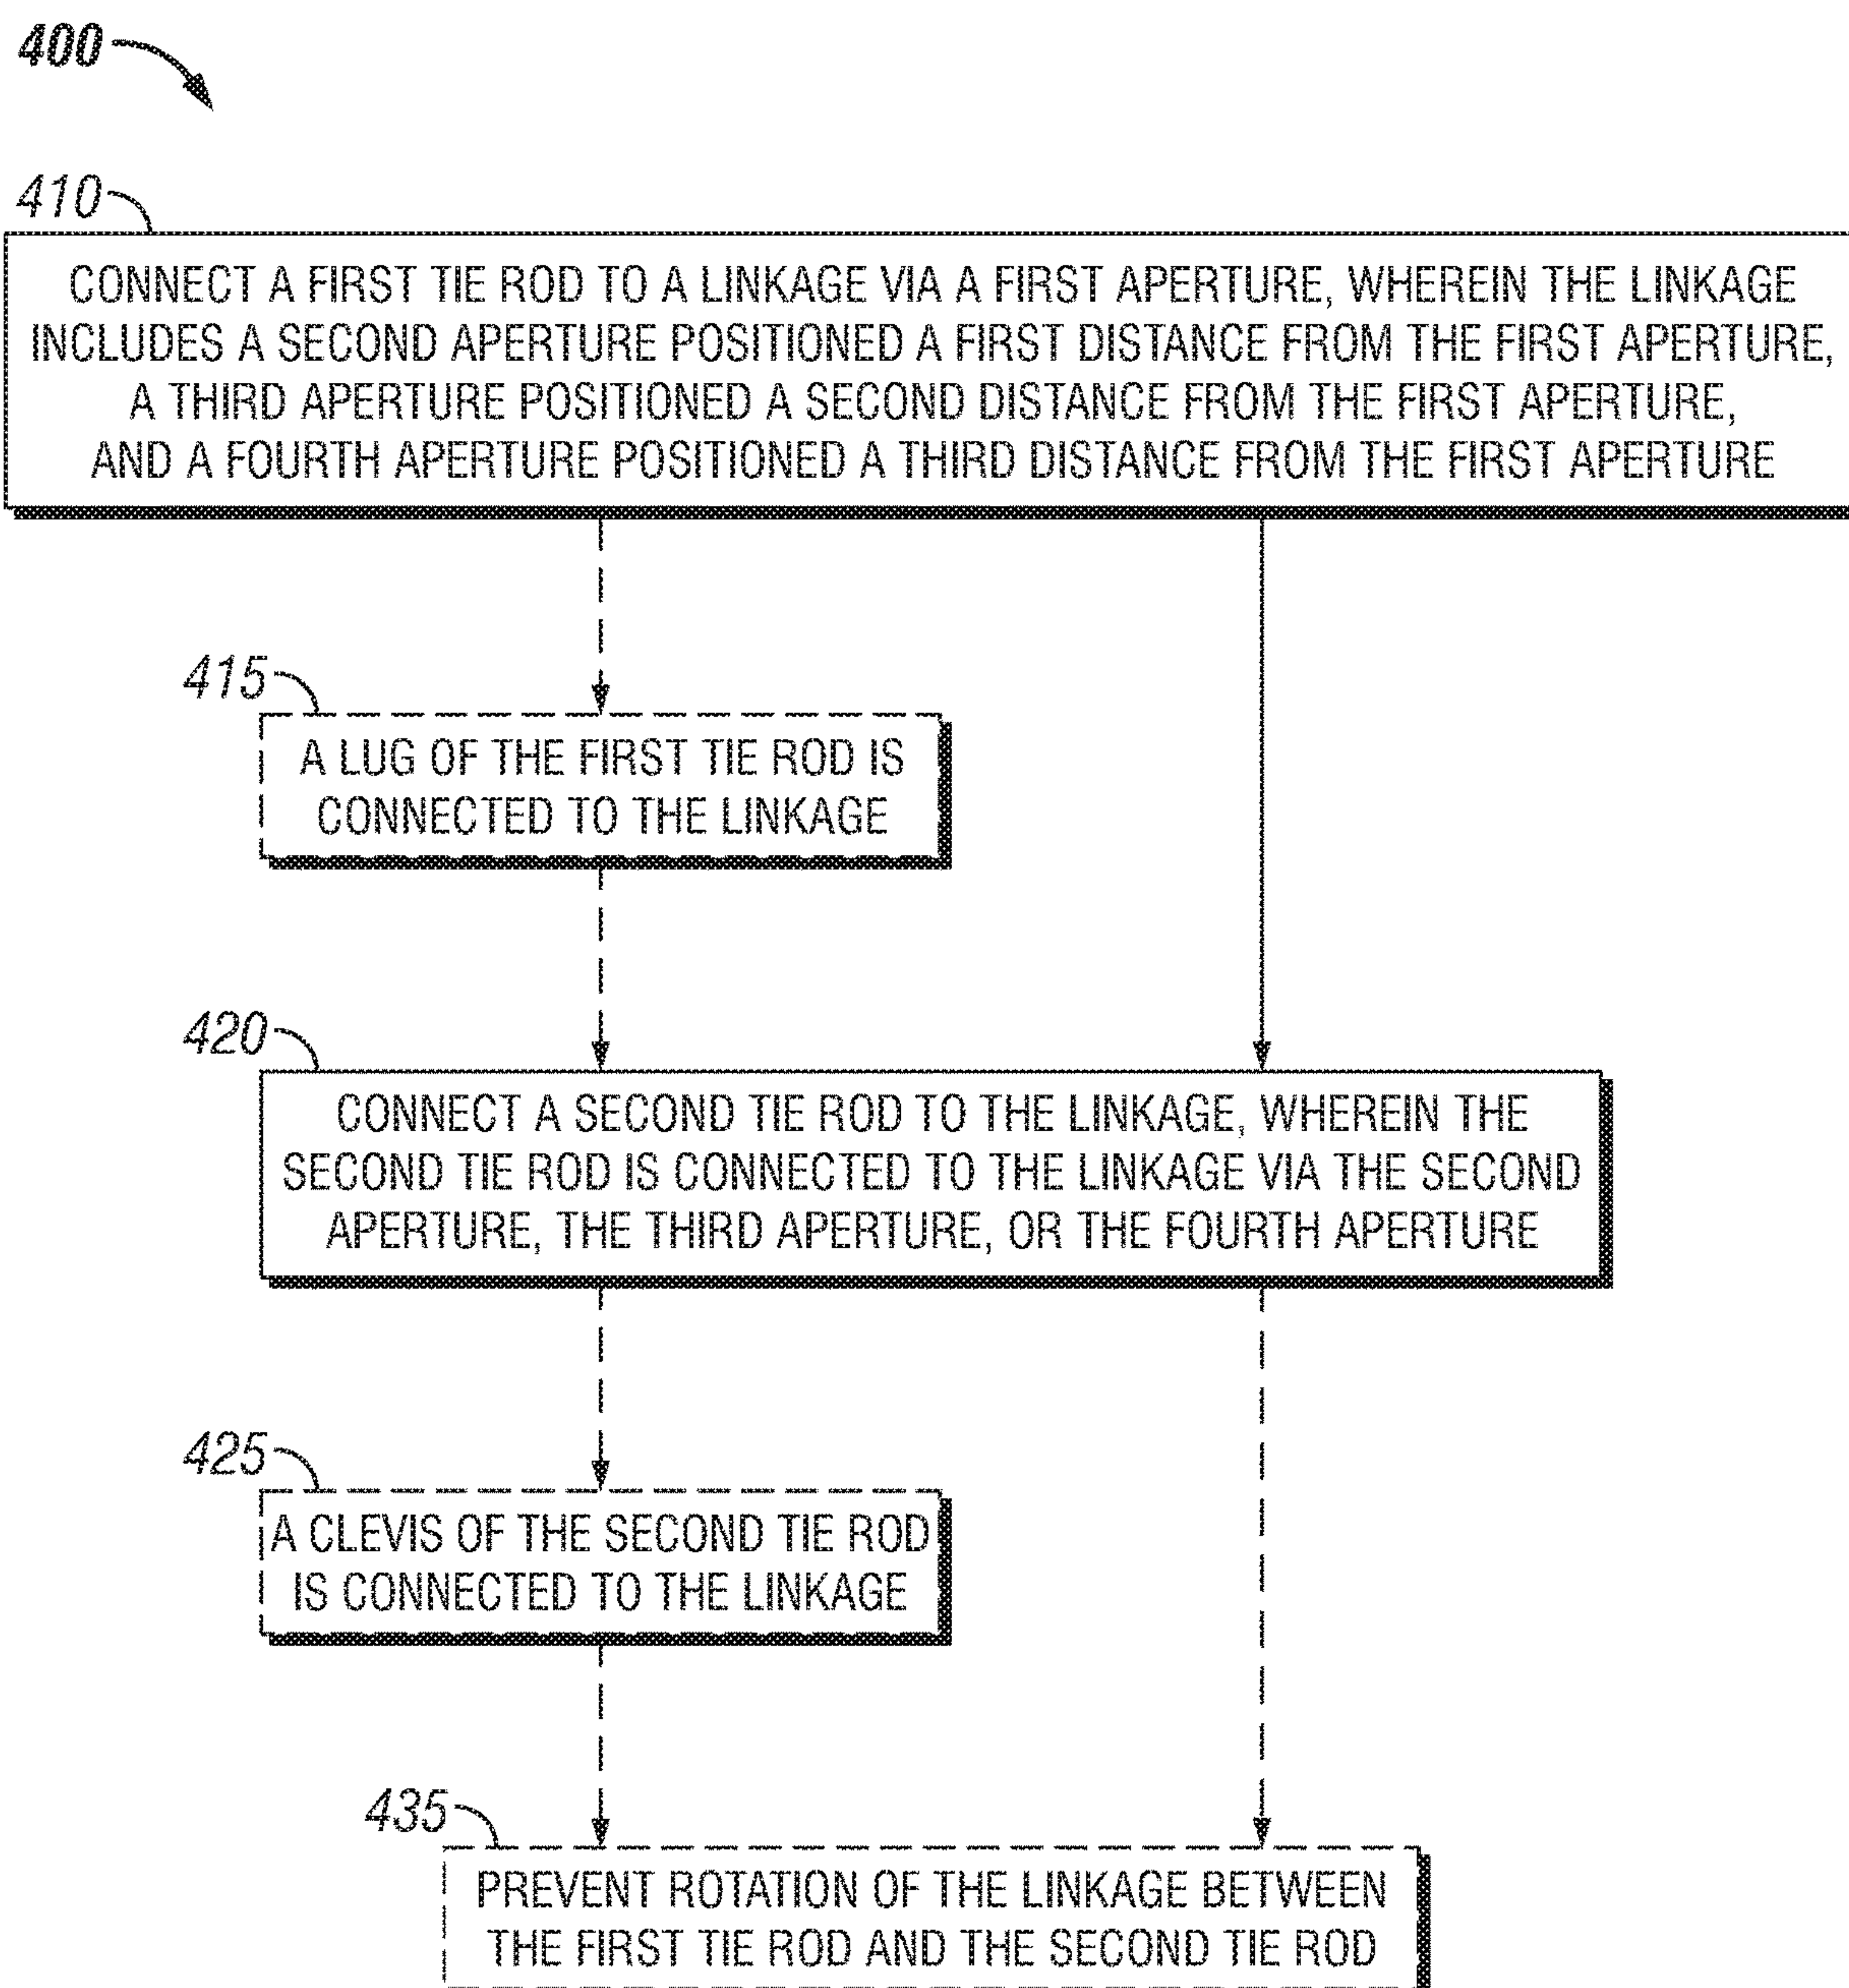 400
410
CONNECT A FIRST TIE ROD TO A LINKAGE VIA A FIRST APERTURE, WHEREIN THE LINKAGE
INCLUDES A SECOND APERTURE POSITIONED A FIRST DISTANCE FROM THE FIRST APERTURE,
A THIRD APERTURE POSITIONED A SECOND DISTANCE FROM THE FIRST APERTURE,
AND A FOURTH APERTURE POSITIONED A THIRD DISTANCE FROM THE FIRST APERTURE
415
A LUG OF THE FIRST TIE ROD IS
CONNECTED TO THE LINKAGE
420
CONNECT A SECOND TIE ROD TO THE LINKAGE, WHEREIN THE
SECOND TIE ROD IS CONNECTED TO THE LINKAGE VIA THE SECOND
APERTURE, THE THIRD APERTURE, OR THE FOURTH APERTURE
425
A CLEVIS OF THE SECOND TIE ROD
IS CONNECTED TO THE LINKAGE
435
PREVENT ROTATION OF THE LINKAGE BETWEEN
THE FIRST TIE ROD AND THE SECOND TIE ROD